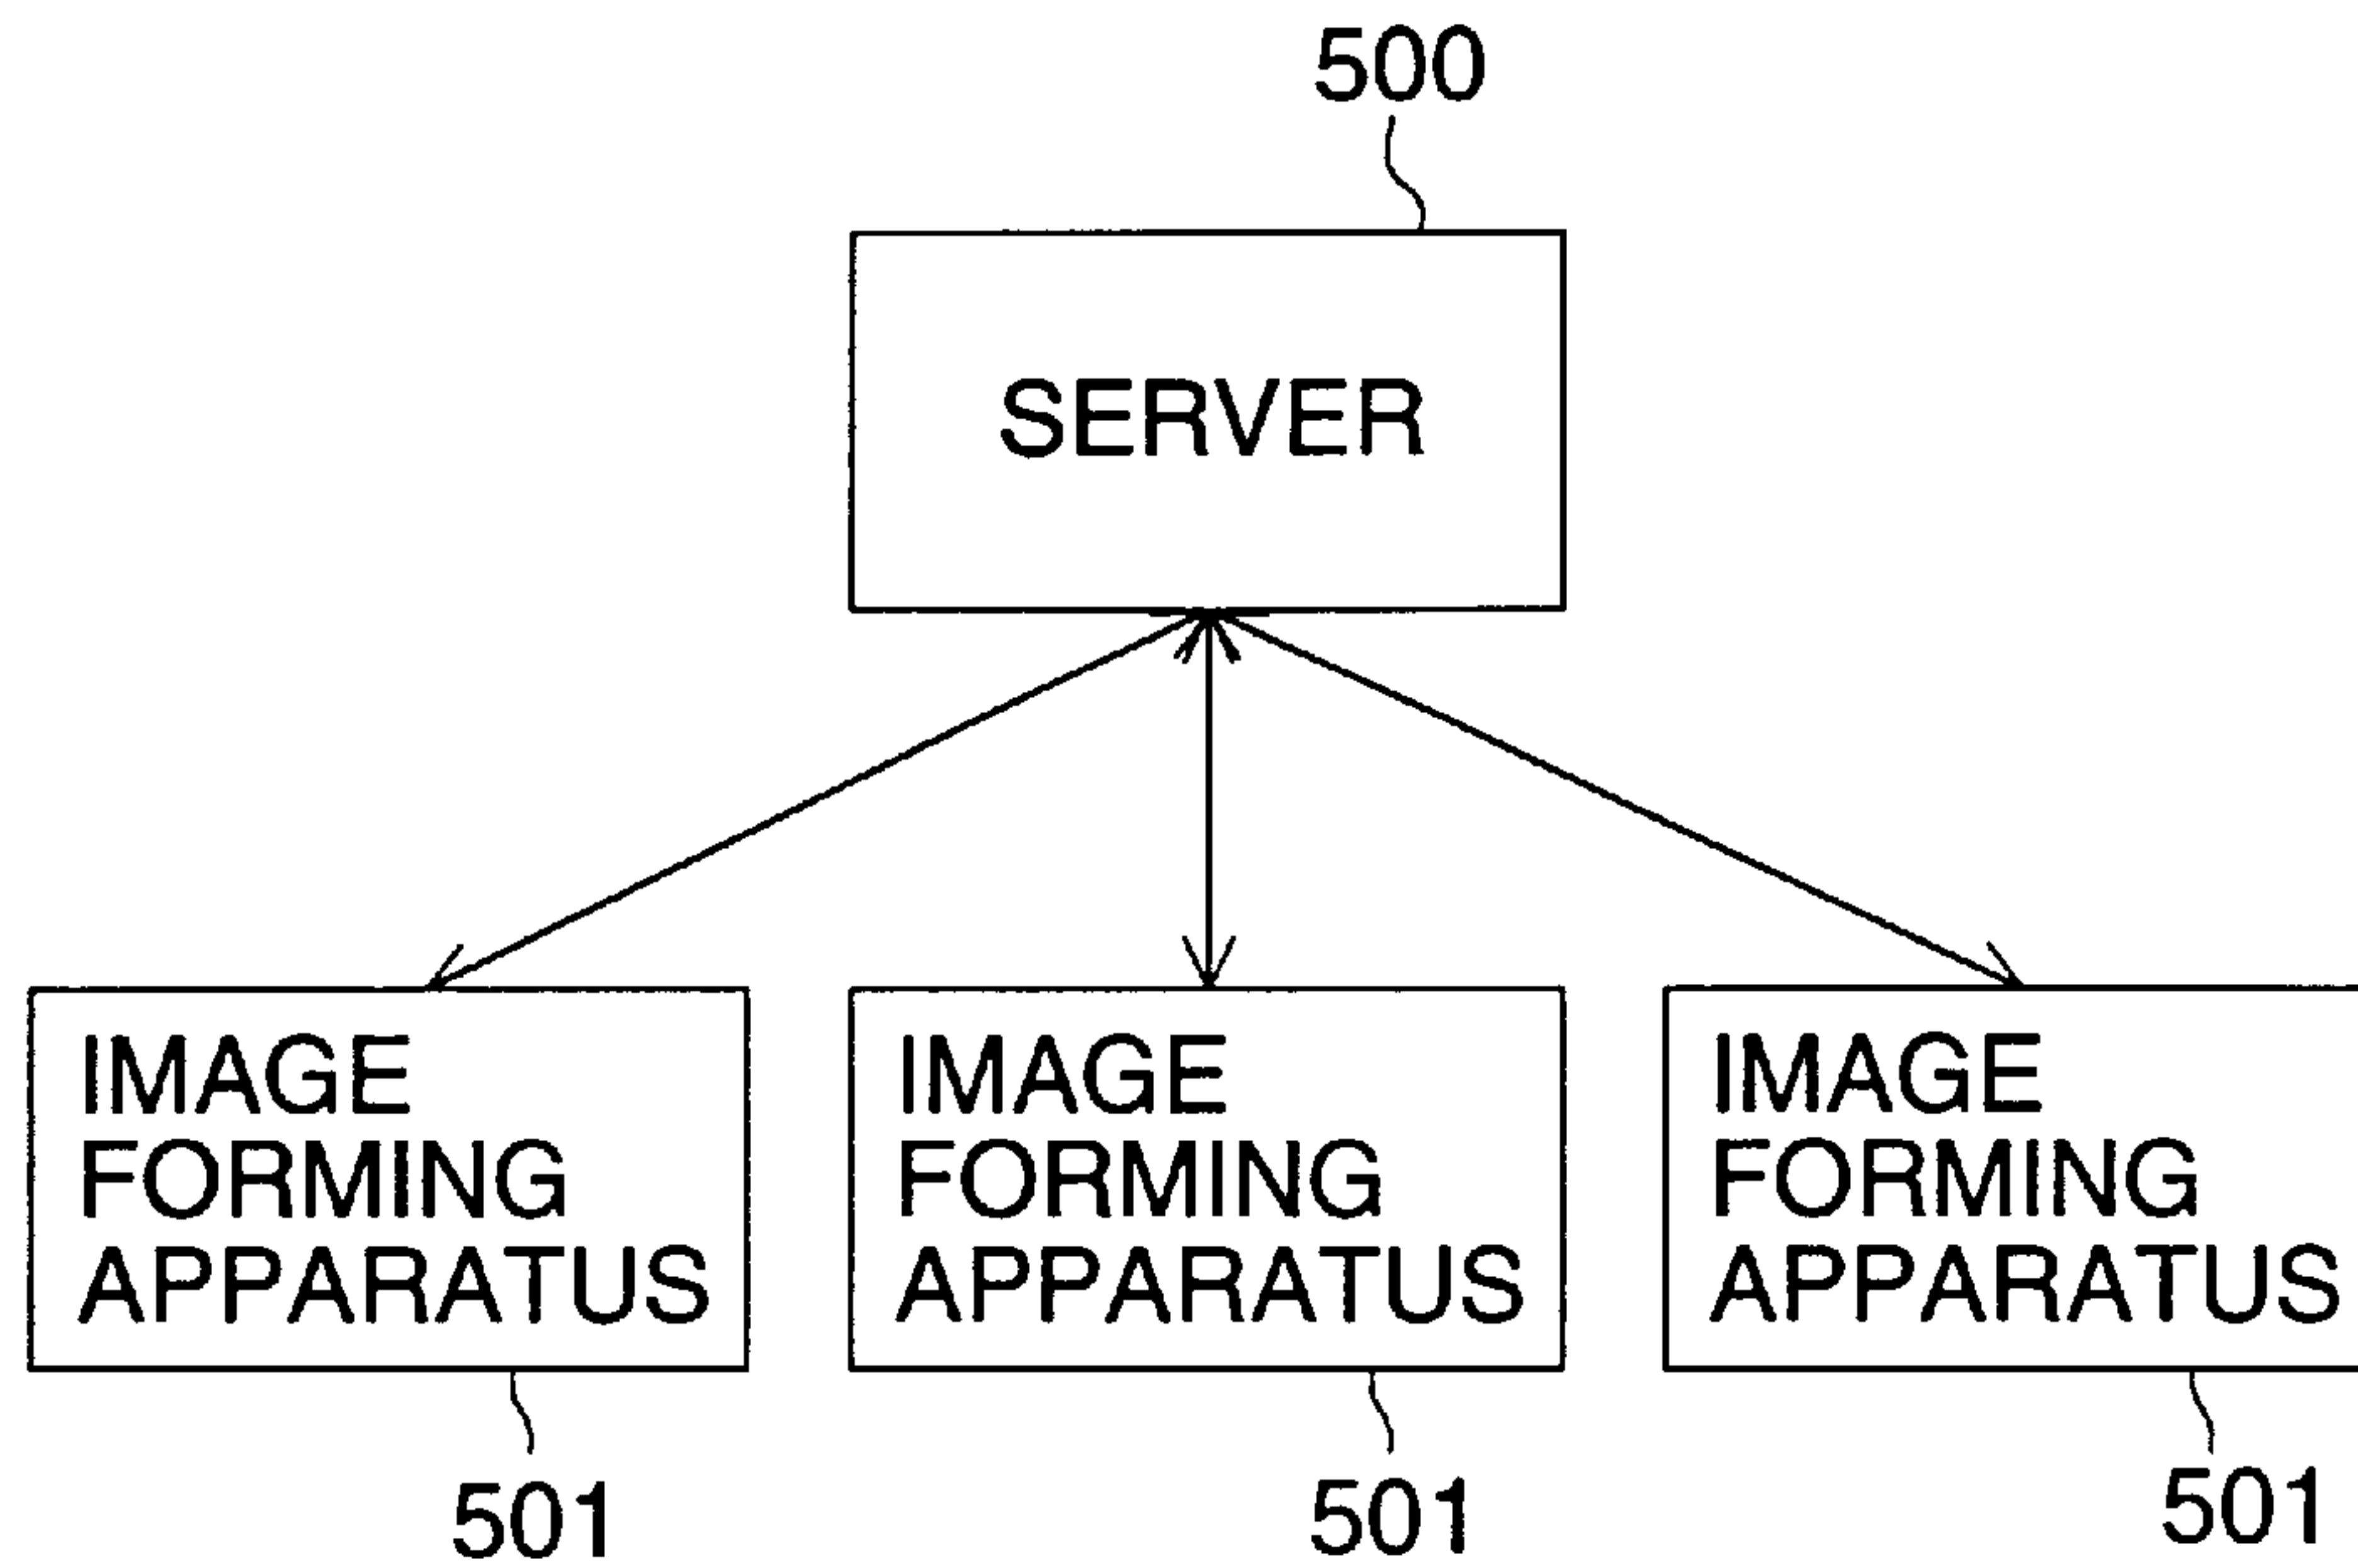 500
SERVER
IMAGE
FORMING
APPARATUS
IMAGE
FORMING
APPARATUS
IMAGE
FORMING
APPARATUS
501
501
501